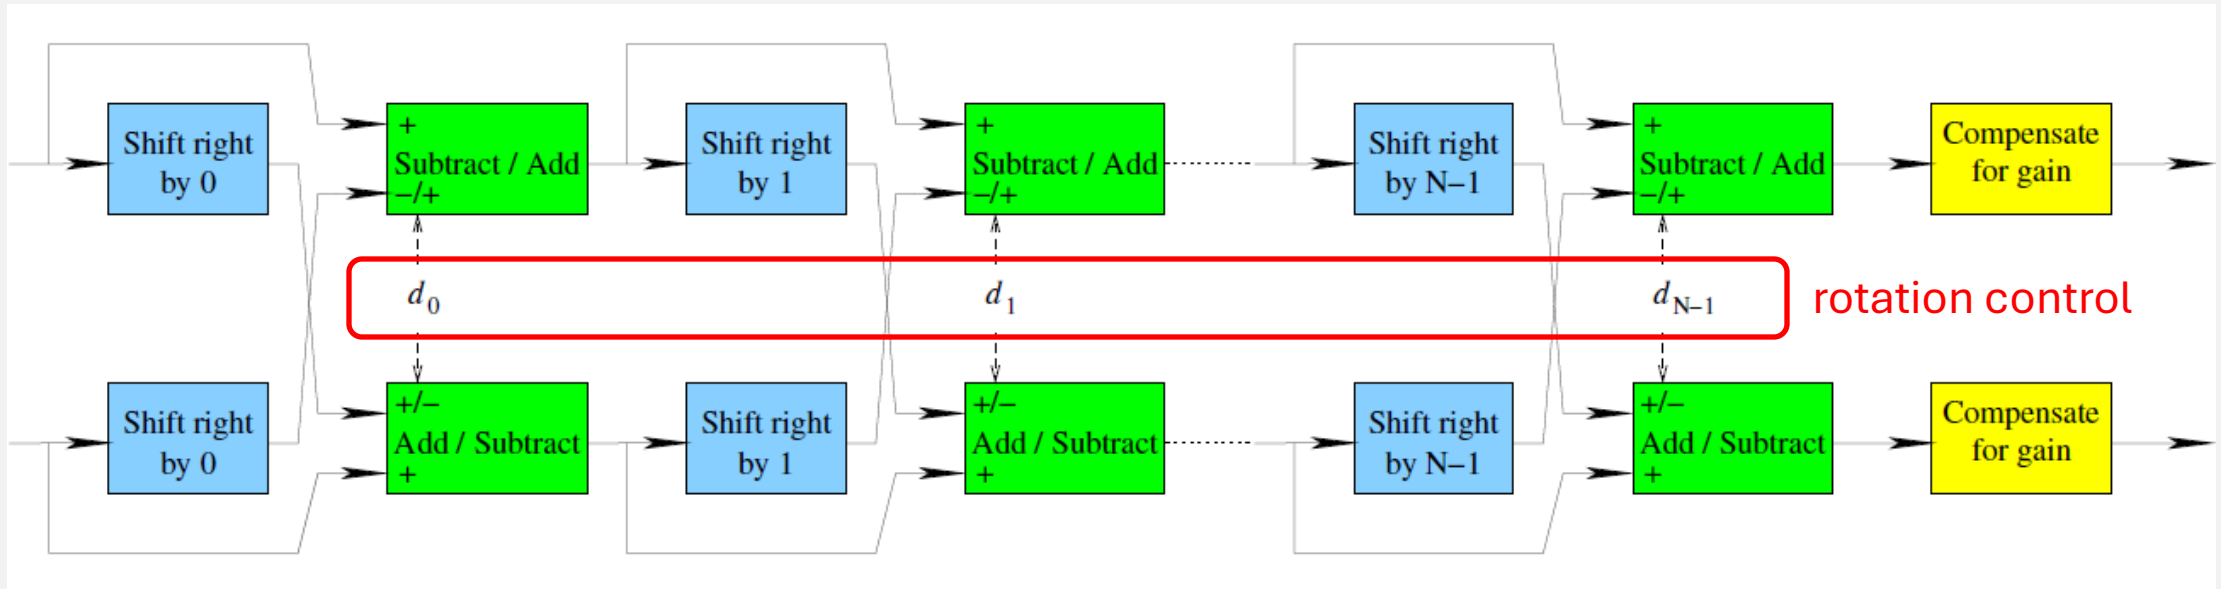 Shift right
by 0
+
Subtract / Add
−/+
Shift right
by 1
+
Subtract / Add
−/+
Shift right
by N−1
+
Subtract / Add
−/+
Compensate
for gain
d0
d1
dN−1
rotation control
Shift right
by 0
+/−
Add / Subtract
+
Shift right
by 1
+/−
Add / Subtract
+
Shift right
by N−1
+/−
Add / Subtract
+
Compensate
for gain